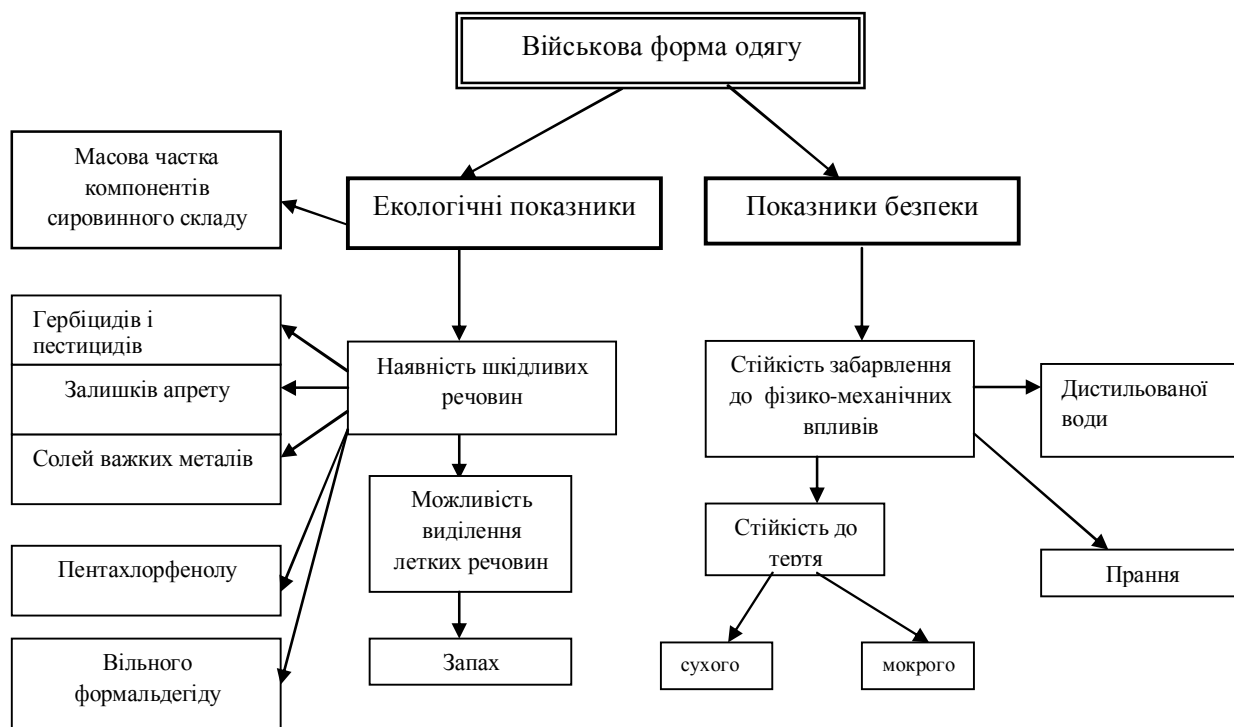 Військова форма одягу
Масова частка
компонентів
сировинного складу
Екологічні показники
Показники безпеки
Гербіцидів і
пестицидів
Залишків апрету
Солей важких металів
Пентахлорфенолу
Вільного
формальдегіду
Наявність шкідливих
речовин
Можливість
виділення
летких речовин
Запах
Стійкість забарвлення
до фізико-механічних
впливів
Стійкість до
тертя
сухого
мокрого
Дистильованої
води
Прання